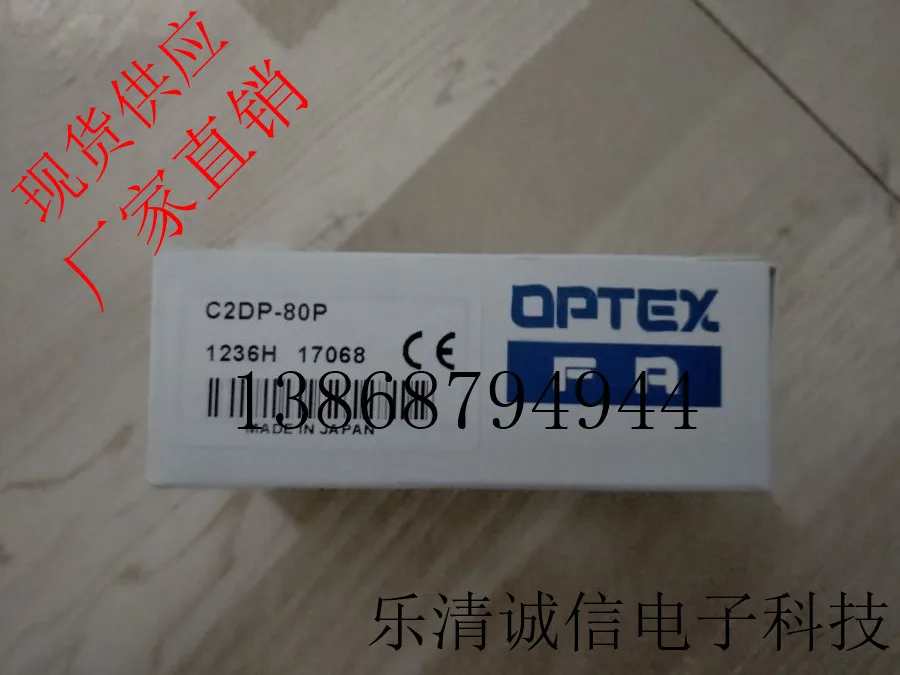 现货供应
厂家直销
C2DP-80P
1236H 17068 CE
MADE IN JAPAN
OPTEX
FA
13868794944
乐清诚信电子科技